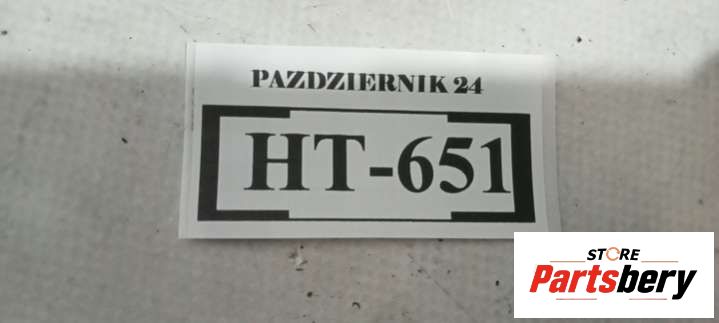 PAZDZIERNIK 24
HT-651
STORE
Partsbery